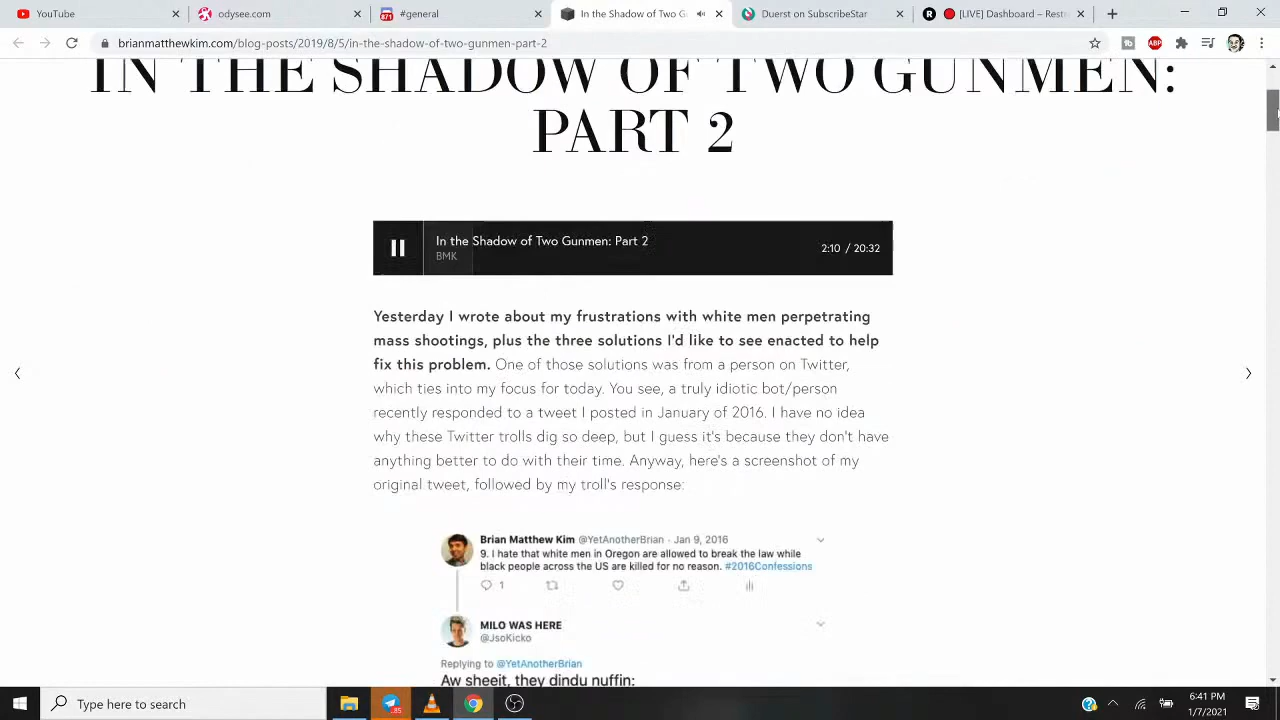 YouTube
odysee.com
871
#general
In the Shadow of Two G
Duerst on SubscribeStar
R
[LIVE] Dashboard – Rest
brianmatthewkim.com/blog-posts/2019/8/5/in-the-shadow-of-two-gunmen-part-2
tb
ABP
IN THE SHADOW OF TWO GUNMEN:
PART 2
In the Shadow of Two Gunmen: Part 2
BMK
2:10 / 20:32
Yesterday I wrote about my frustrations with white men perpetrating
mass shootings, plus the three solutions I'd like to see enacted to help
fix this problem. One of those solutions was from a person on Twitter,
which ties into my focus for today. You see, a truly idiotic bot/person
recently responded to a tweet I posted in January of 2016. I have no idea
why these Twitter trolls dig so deep, but I guess it's because they don't have
anything better to do with their time. Anyway, here's a screenshot of my
original tweet, followed by my troll's response:
Brian Matthew Kim @YetAnotherBrian · Jan 9, 2016
9. I hate that white men in Oregon are allowed to break the law while
black people across the US are killed for no reason. #2016Confessions
1
MILO WAS HERE
@JsoKicko
Replying to @YetAnotherBrian
Aw sheeit, they dindu nuffin:
Type here to search
85
6:41 PM
1/7/2021